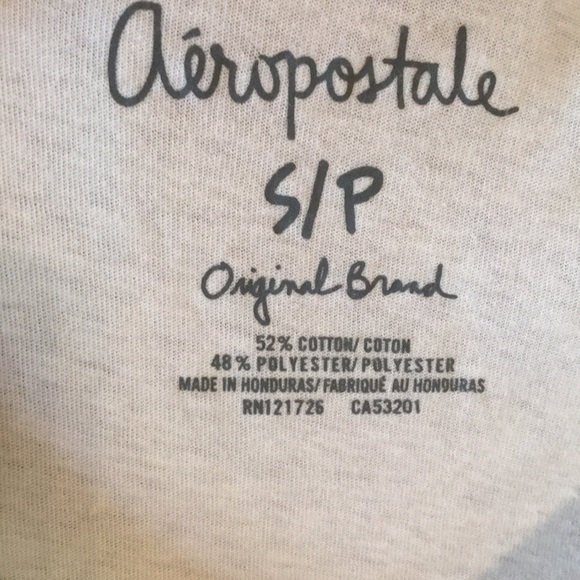 Aéropostale
S/P
Original Brand
52% COTTON/ COTON
48% POLYESTER/ POLYESTER
MADE IN HONDURAS/ FABRIQUÉ AU HONDURAS
RN121726 CA53201